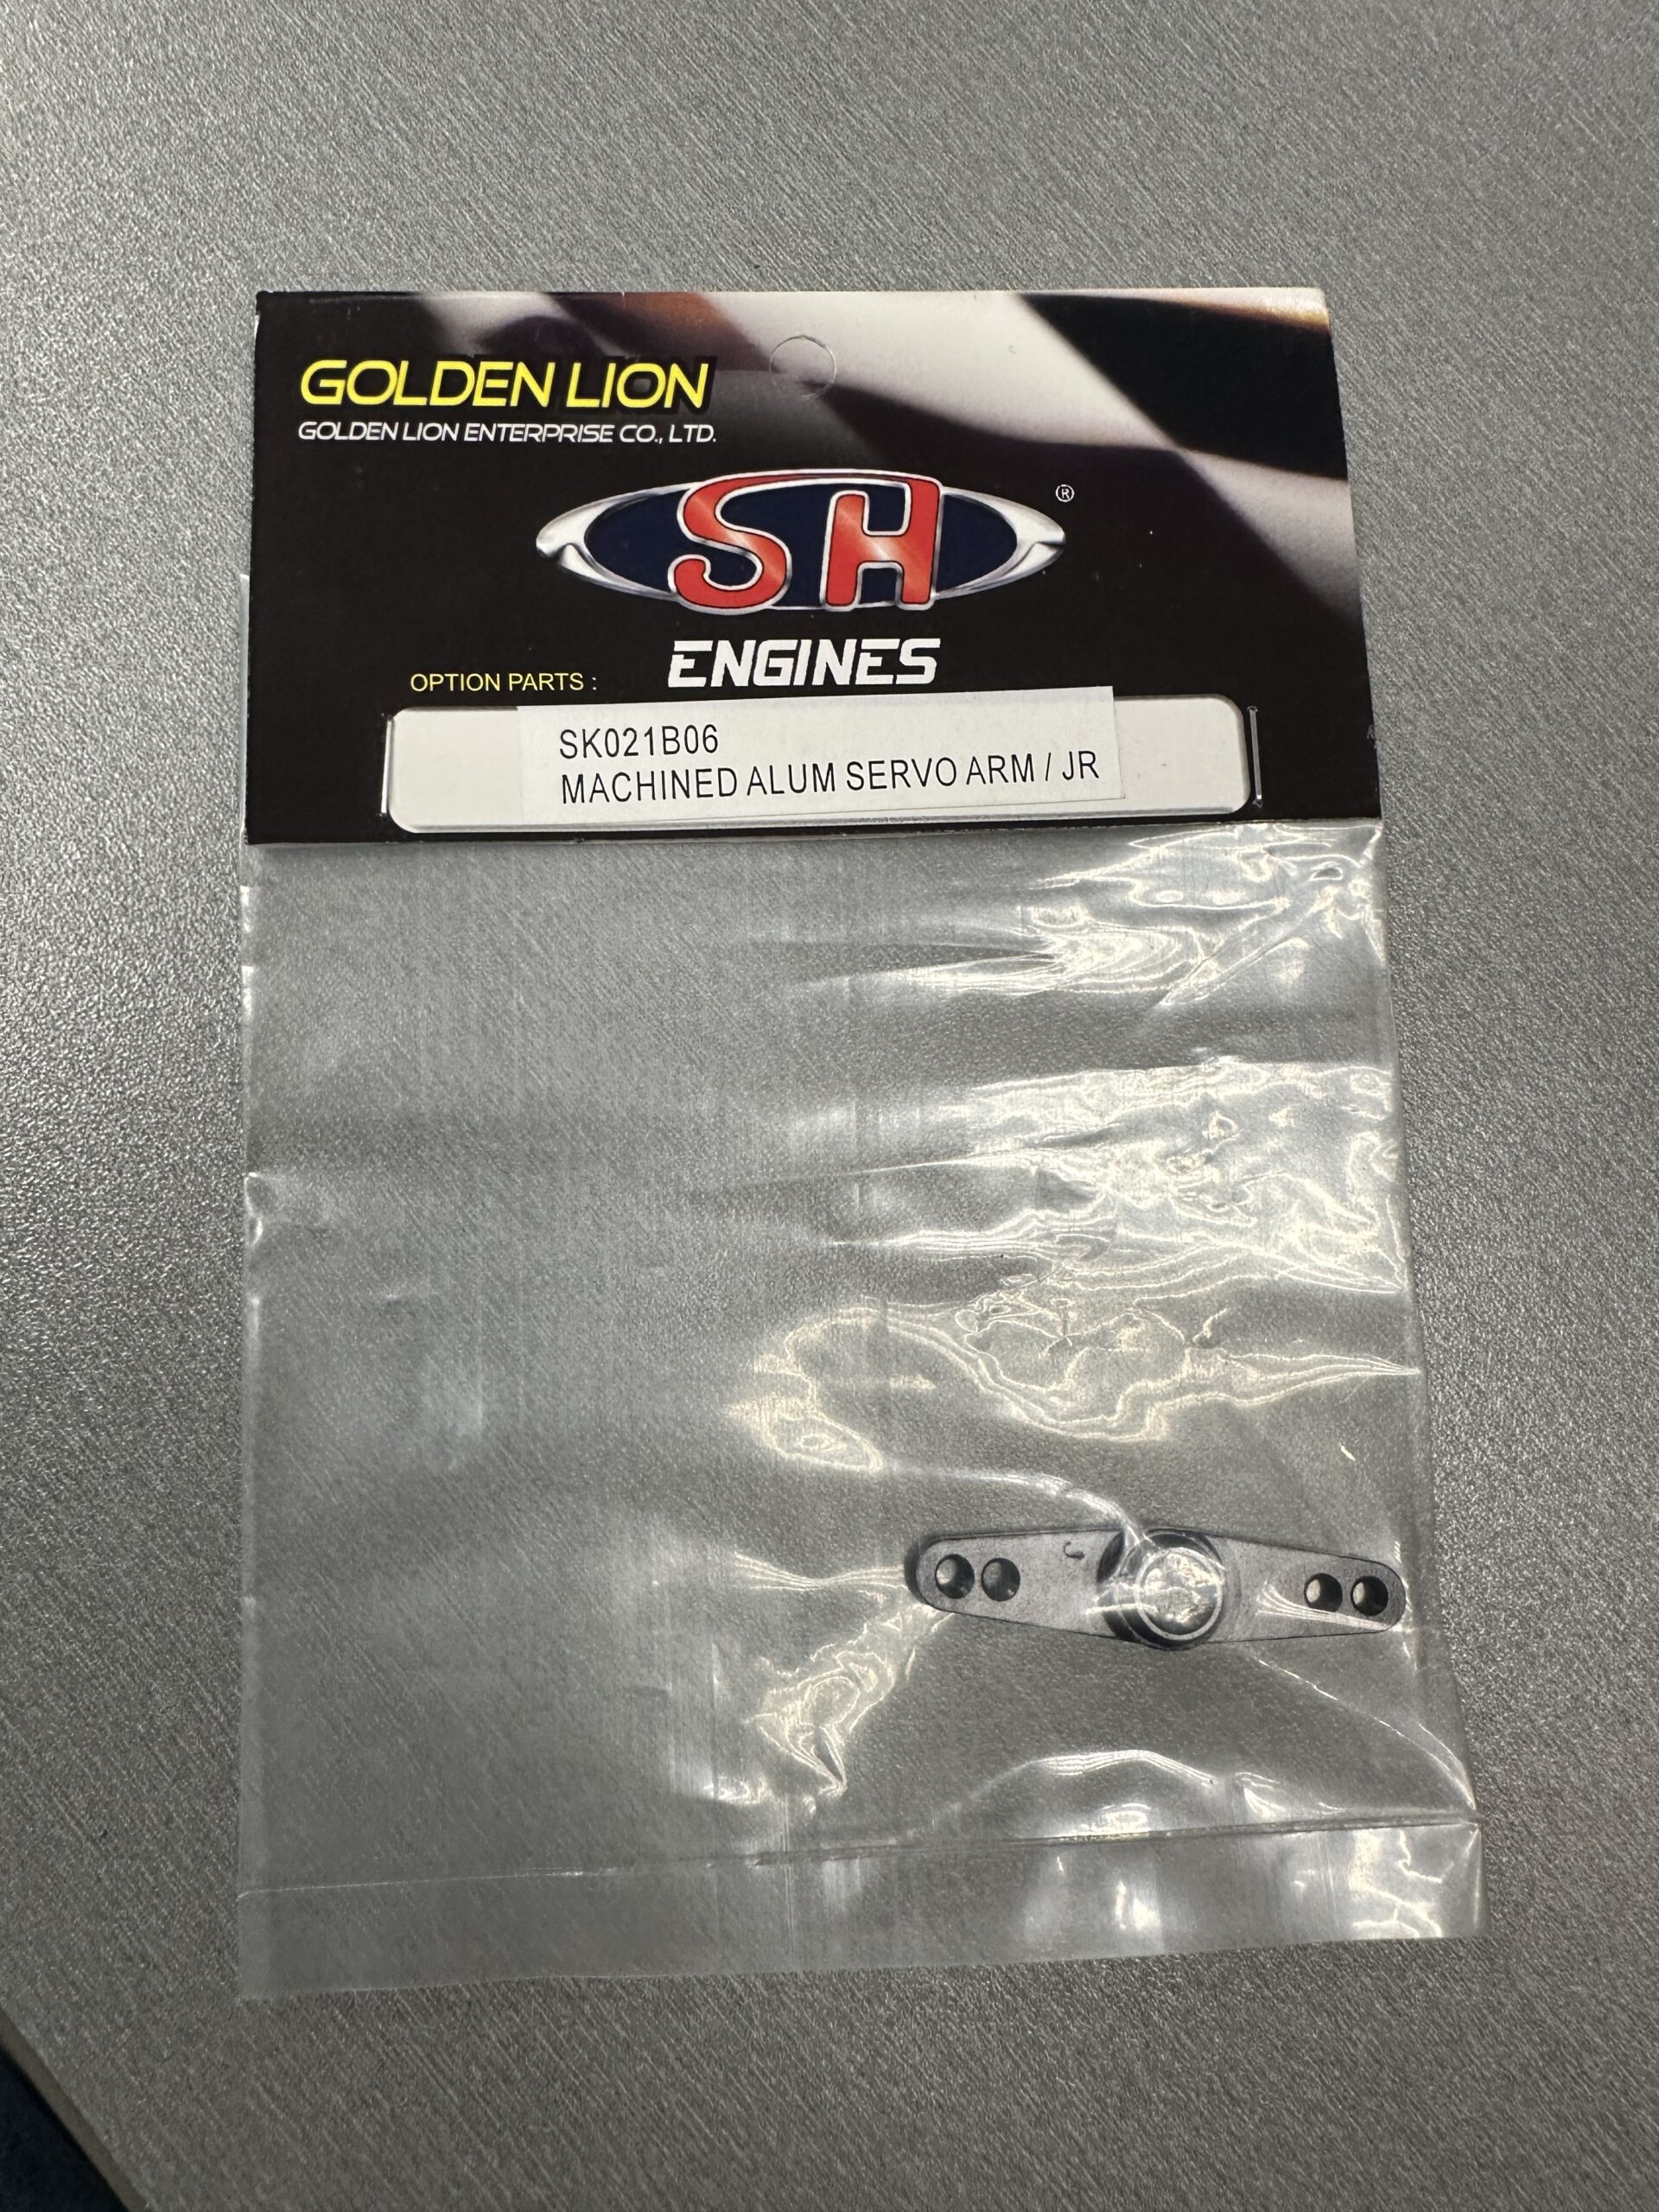 GOLDEN LION
GOLDEN LION ENTERPRISE CO., LTD.
SH ®
ENGINES
OPTION PARTS :
SK021B06
MACHINED ALUM SERVO ARM / JR
J